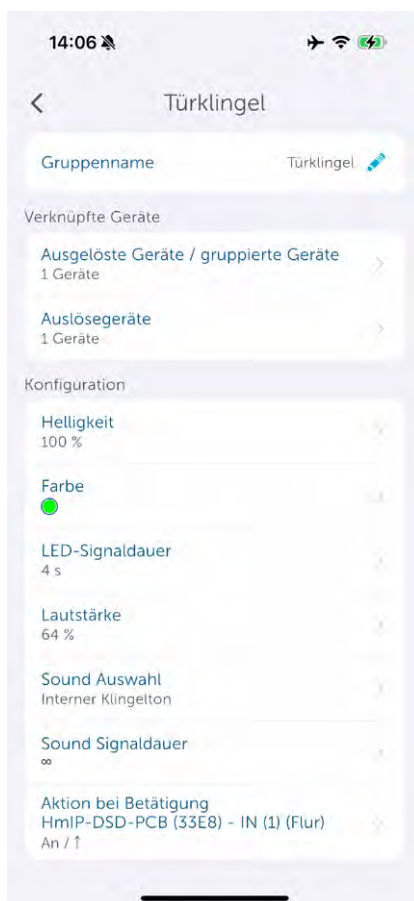 14:06
Türklingel
Gruppenname Türklingel
Verknüpfte Geräte
Ausgelöste Geräte / gruppierte Geräte
1 Geräte
Auslösegeräte
1 Geräte
Konfiguration
Helligkeit
100 %
Farbe
LED-Signaldauer
4 s
Lautstärke
64 %
Sound Auswahl
Interner Klingelton
Sound Signaldauer
∞
Aktion bei Betätigung
HmIP-DSD-PCB (33E8) - IN (1) (Flur)
An / ↑